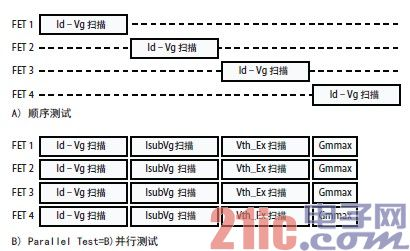 FET 1 Id-Vg 扫描
FET 2 Id-Vg 扫描
FET 3 Id-Vg 扫描
FET 4 Id-Vg 扫描
A) 顺序测试
FET 1 Id-Vg 扫描 IsubVg 扫描 Vth_Ex 扫描 Gmmax
FET 2 Id-Vg 扫描 IsubVg 扫描 Vth_Ex 扫描 Gmmax
FET 3 Id-Vg 扫描 IsubVg 扫描 Vth_Ex 扫描 Gmmax
FET 4 Id-Vg 扫描 IsubVg 扫描 Vth_Ex 扫描 Gmmax
B) Parallel Test=B)并行测试
21ic.com 电子网